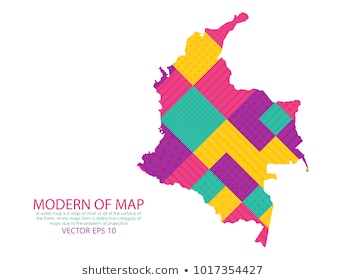 MODERN OF MAP
A world map is a map of most or all of the surface of
the Earth. World maps form a distinctive category of
maps due to the problem of projection
VECTOR EPS 10
shutterstock.com • 1017354427